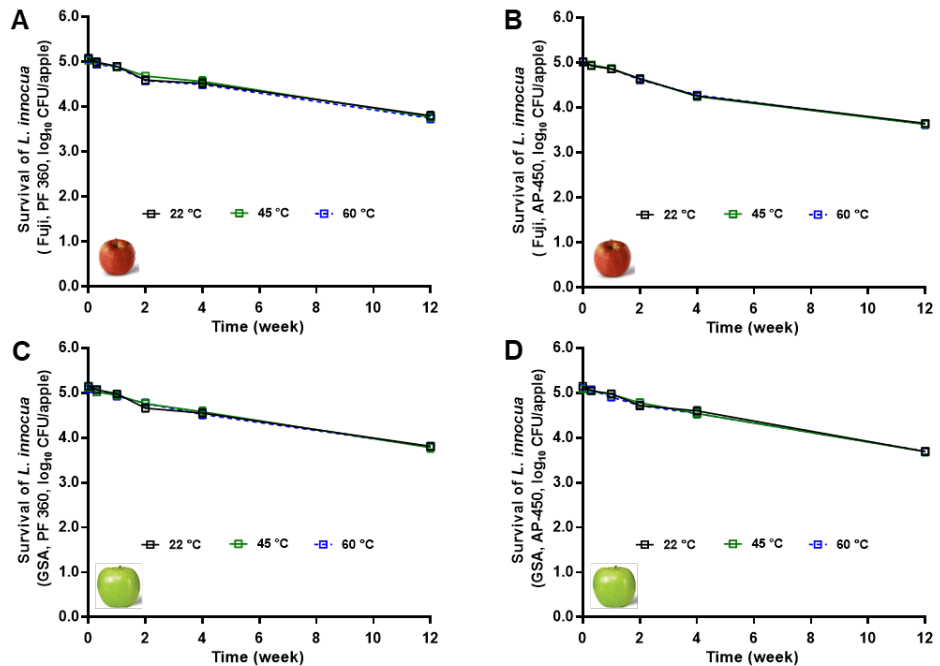 A
Survival of L. innocua
( Fuji, PF 360, log₁₀ CFU/apple)
6.0
5.0
4.0
3.0
2.0
1.0
0.0
22 °C 45 °C 60 °C
0 2 4 6 8 10 12
Time (week)
B
Survival of L. innocua
( Fuji, AP-450, log₁₀ CFU/apple)
6.0
5.0
4.0
3.0
2.0
1.0
0.0
22 °C 45 °C 60 °C
0 2 4 6 8 10 12
Time (week)
C
Survival of L. innocua
(GSA, PF 360, log₁₀ CFU/apple)
6.0
5.0
4.0
3.0
2.0
1.0
0.0
22 °C 45 °C 60 °C
0 2 4 6 8 10 12
Time (week)
D
Survival of L. innocua
(GSA, AP-450, log₁₀ CFU/apple)
6.0
5.0
4.0
3.0
2.0
1.0
0.0
22 °C 45 °C 60 °C
0 2 4 6 8 10 12
Time (week)